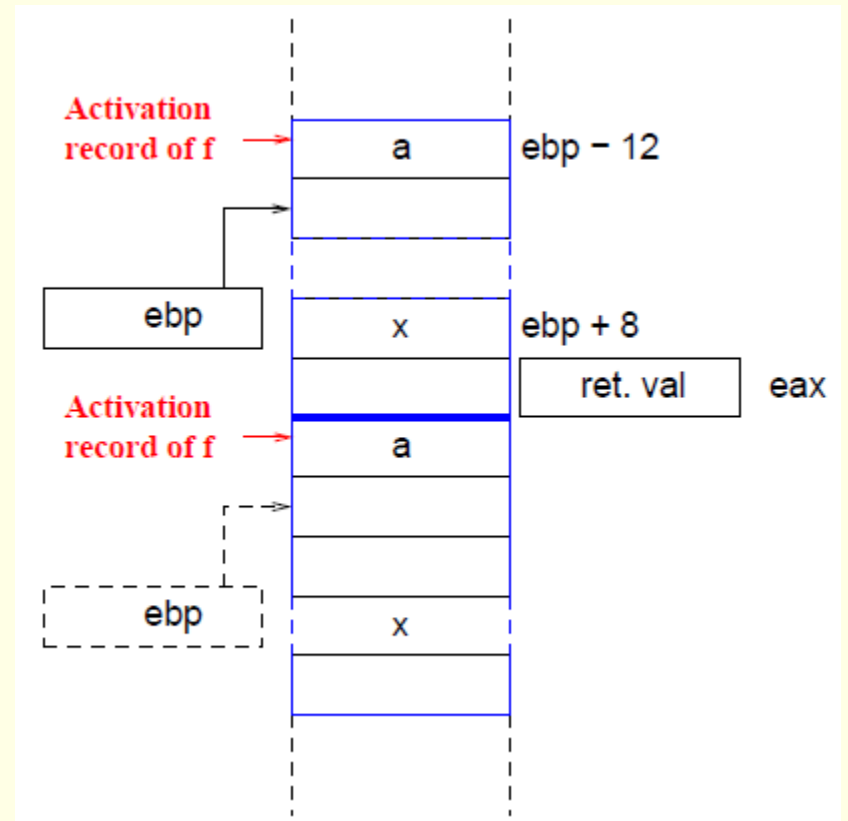 Activation
record of f
a
ebp − 12
ebp
x
ebp + 8
ret. val
eax
Activation
record of f
a
ebp
x